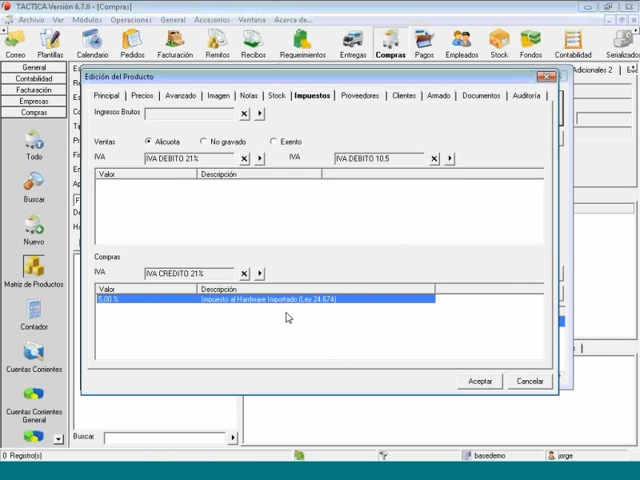 TACTICA Versión 6.7.0 - [Compras]
Archivo Ver Módulos Operaciones General Accesorios Ventana Acerca de...
Correo Plantillas Calendario Pedidos Facturación Remitos Recibos Requerimientos Entregas Compras Pagos Empleados Stock Contabilidad Serializados
General
Contabilidad
Facturación
Empresas
Compras
Todo
Buscar
Nuevo
Matriz de Productos
Contador
Cuentas Corrientes
Cuentas Corrientes General
Edición del Producto
Adicionales 2
Principal Precios Avanzado Imagen Notas Stock Impuestos Proveedores Clientes Armado Documentos Auditoría
Ingresos Brutos
Ventas Alicuota No gravado Exento
IVA IVA DEBITO 21% IVA IVA DEBITO 10,5
Valor Descripción
Compras
IVA IVA CREDITO 21%
Valor Descripción
5,00 % Impuesto al Hardware Importado (Ley 24.674)
Aceptar Cancelar
Buscar
0 Registro(s) basedemo jorge